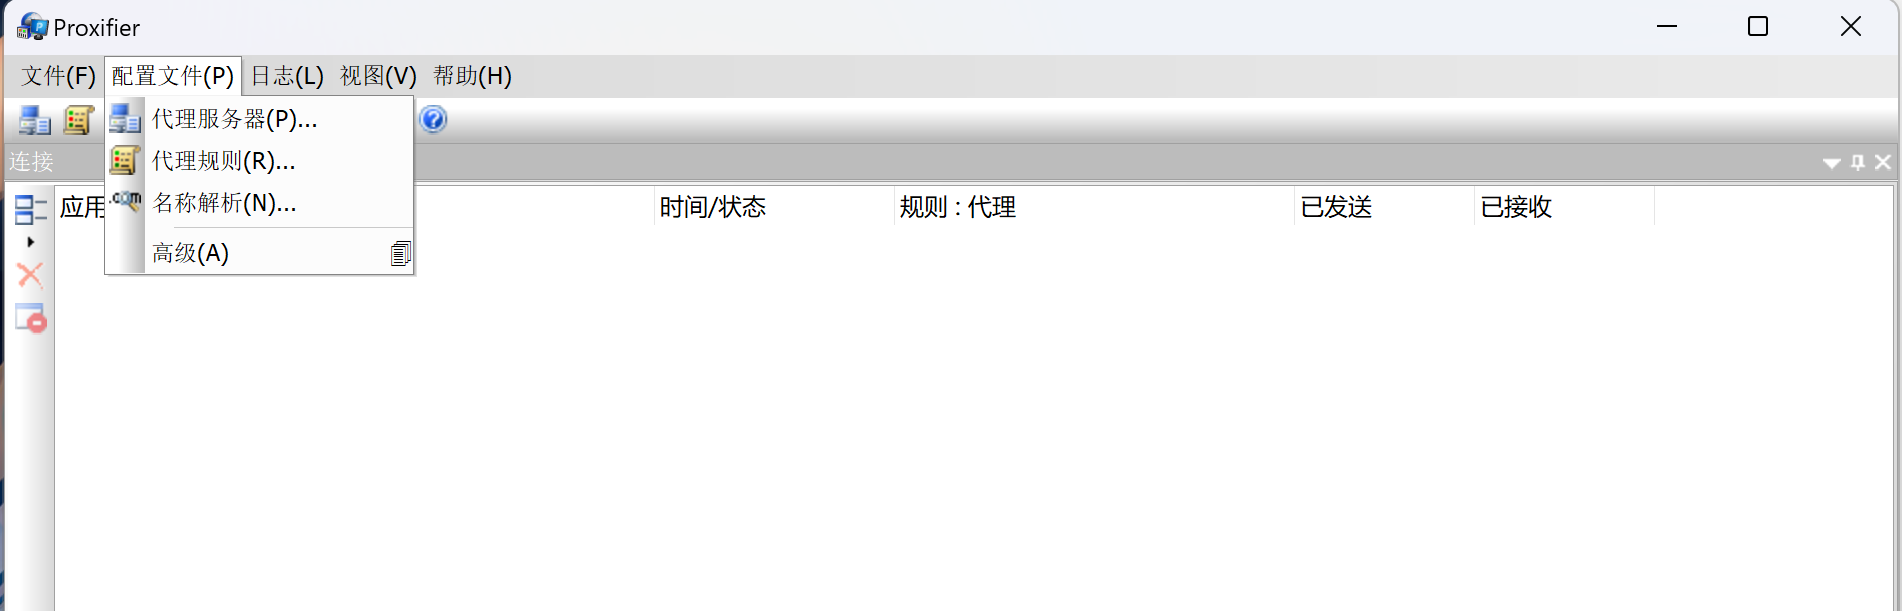 Proxifier
文件(F) 配置文件(P) 日志(L) 视图(V) 帮助(H)
代理服务器(P)...
连接
代理规则(R)...
.com
名称解析(N)...
应用 时间/状态 规则 : 代理 已发送 已接收
高级(A)